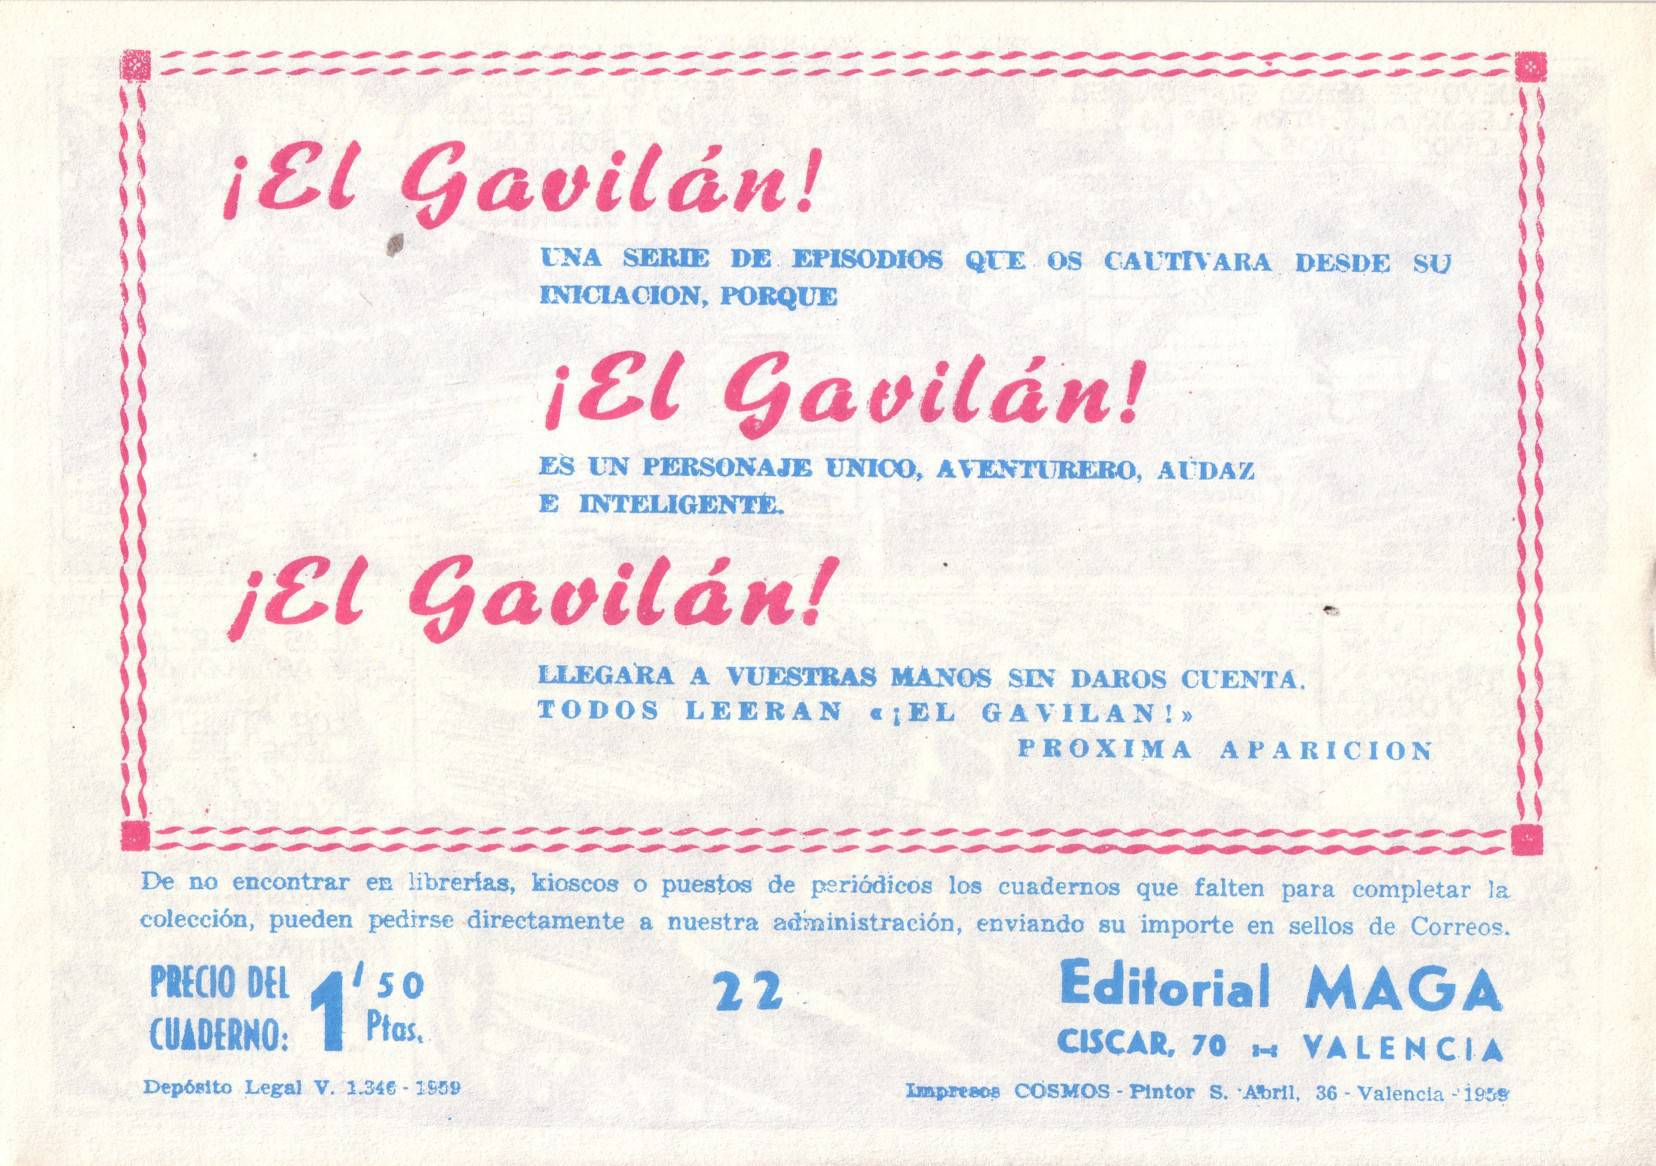 ¡El Gavilán!
UNA SERIE DE EPISODIOS QUE OS CAUTIVARA DESDE SU
INICIACION, PORQUE
¡El Gavilán!
ES UN PERSONAJE UNICO, AVENTURERO, AUDAZ
E INTELIGENTE.
¡El Gavilán!
LLEGARA A VUESTRAS MANOS SIN DAROS CUENTA.
TODOS LEERAN «¡EL GAVILAN!»
PROXIMA APARICION
De no encontrar en librerías, kioscos o puestos de periódicos los cuadernos que falten para completar la
colección, pueden pedirse directamente a nuestra administración, enviando su importe en sellos de Correos.
PRECIO DEL CUADERNO: 1'50 Ptas.
22
Editorial MAGA
CISCAR, 70 - VALENCIA
Depósito Legal V. 1.346 - 1959
Impresos COSMOS - Pintor S. Abril, 36 - Valencia - 1959